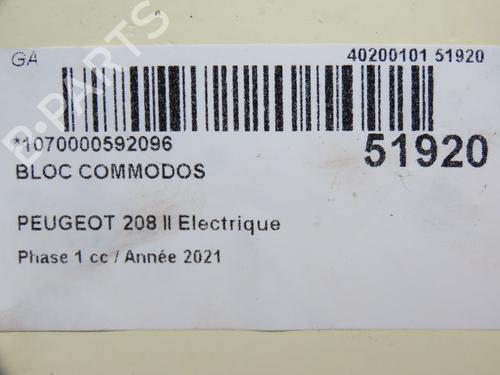 GA 40200101 51920
*1070000592096 51920
BLOC COMMODOS
PEUGEOT 208 II Electrique
Phase 1 cc / Année 2021
B-PARTS